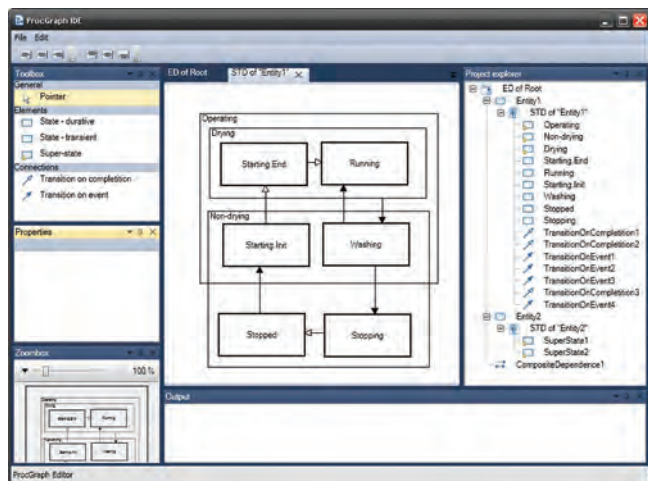 ProcGraph IDE
File Edit
Toolbox
General
Pointer
Elements
State - durative
State - transient
Super-state
Connections
Transition on completition
Transition on event
Properties
Zoombox
100 %
ED of Root STD of "Entity1"
Operating
Drying
Starting.End
Running
Non-drying
Starting.Init
Washing
Stopped
Stopping
Output
Project explorer
ED of Root
Entity1
STD of "Entity1"
Operating
Non-drying
Drying
Starting.End
Running
Starting.Init
Washing
Stopped
Stopping
TransitionOnCompletition1
TransitionOnCompletition2
TransitionOnEvent1
TransitionOnEvent2
TransitionOnEvent3
TransitionOnCompletition3
TransitionOnEvent4
Entity2
STD of "Entity2"
SuperState1
SuperState2
CompositeDependence1
ProcGraph Editor